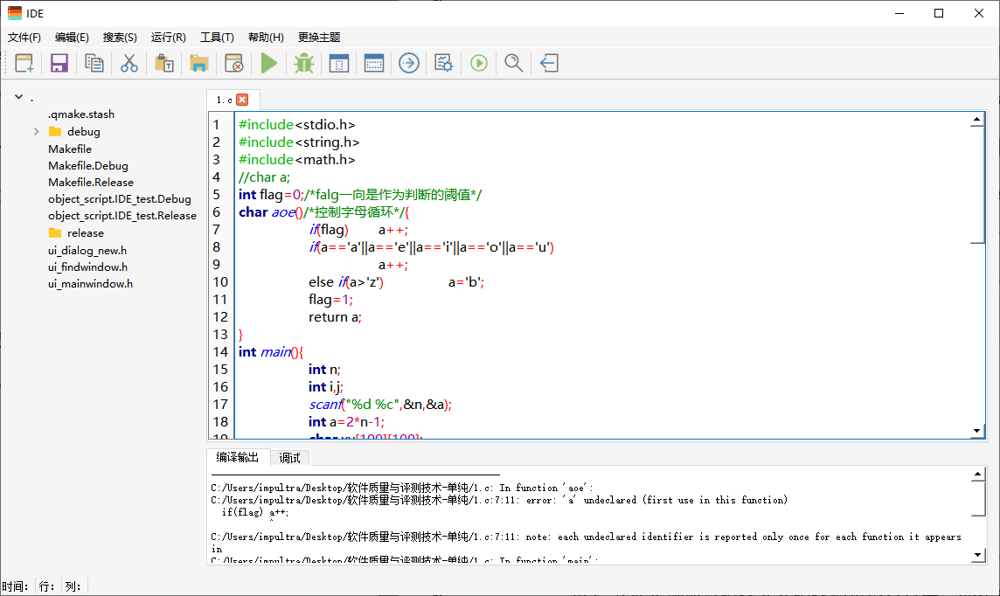 IDE
文件(F) 编辑(E) 搜索(S) 运行(R) 工具(T) 帮助(H) 更换主题
.
.qmake.stash
debug
Makefile
Makefile.Debug
Makefile.Release
object_script.IDE_test.Debug
object_script.IDE_test.Release
release
ui_dialog_new.h
ui_findwindow.h
ui_mainwindow.h
1.c
1 #include<stdio.h>
2 #include<string.h>
3 #include<math.h>
4 //char a;
5 int flag=0;/*falg一向是作为判断的阈值*/
6 char aoe()/*控制字母循环*/{
7 if(flag) a++;
8 if(a=='a'||a=='e'||a=='i'||a=='o'||a=='u')
9 a++;
10 else if(a>'z') a='b';
11 flag=1;
12 return a;
13 }
14 int main(){
15 int n;
16 int i,j;
17 scanf("%d %c",&n,&a);
18 int a=2*n-1;
19 char xy[100][100];
编译输出 调试
C:/Users/impultra/Desktop/软件质量与评测技术-单纯/1.c: In function 'aoe':
C:/Users/impultra/Desktop/软件质量与评测技术-单纯/1.c:7:11: error: 'a' undeclared (first use in this function)
if(flag) a++;
^
C:/Users/impultra/Desktop/软件质量与评测技术-单纯/1.c:7:11: note: each undeclared identifier is reported only once for each function it appears
in
C:/Users/impultra/Desktop/软件质量与评测技术-单纯/1.c: In function 'main':
时间: 行: 列: